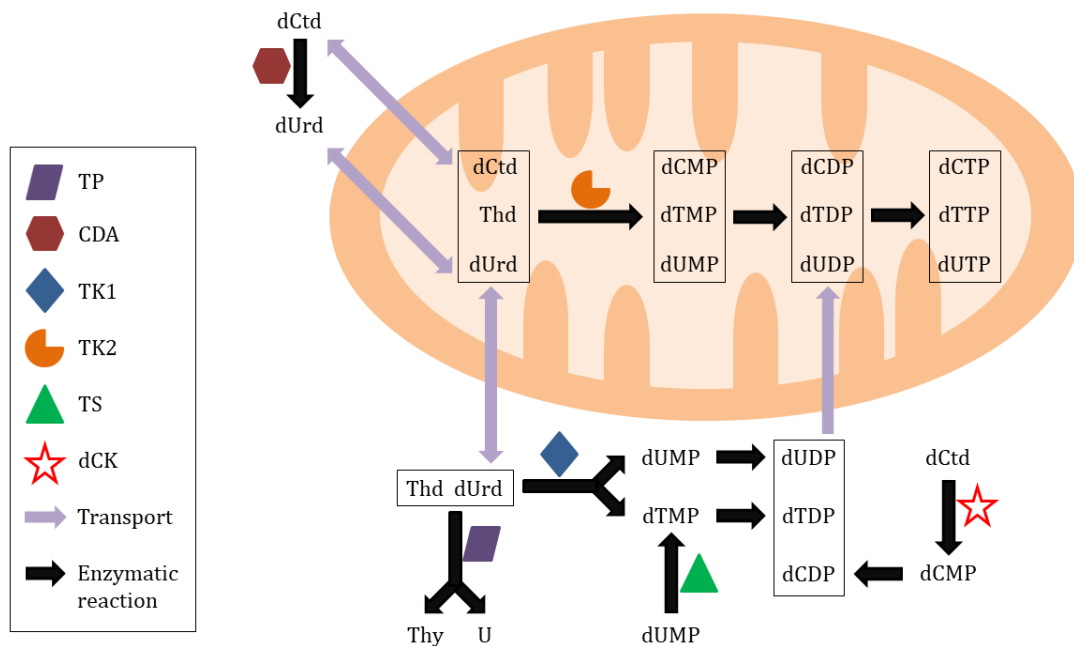 dCtd
dUrd
TP
CDA
TK1
TK2
TS
dCK
Transport
Enzymatic
reaction
dCtd
Thd
dUrd
dCMP
dTMP
dUMP
dCDP
dTDP
dUDP
dCTP
dTTP
dUTP
Thd dUrd
Thy U
dUMP
dTMP
dUMP
dUDP
dTDP
dCDP
dCtd
dCMP